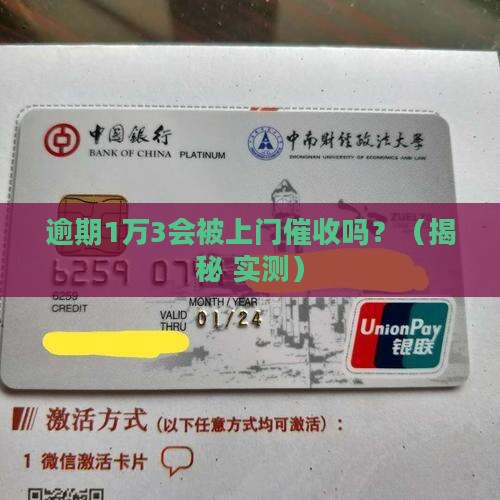 中國銀行
BANK OF CHINA PLATINUM
中南财经政法大学
ZHONGNAN UNIVERSITY OF ECONOMICS AND LAW
逾期1万3会被上门催收吗？（揭
秘 实测）
6259 07
6259
CREDIT
MONTH / YEAR
VALID
THRU
01/24
UnionPay
银联
激活方式（以下任意方式均可激活）：
1 微信激活卡片